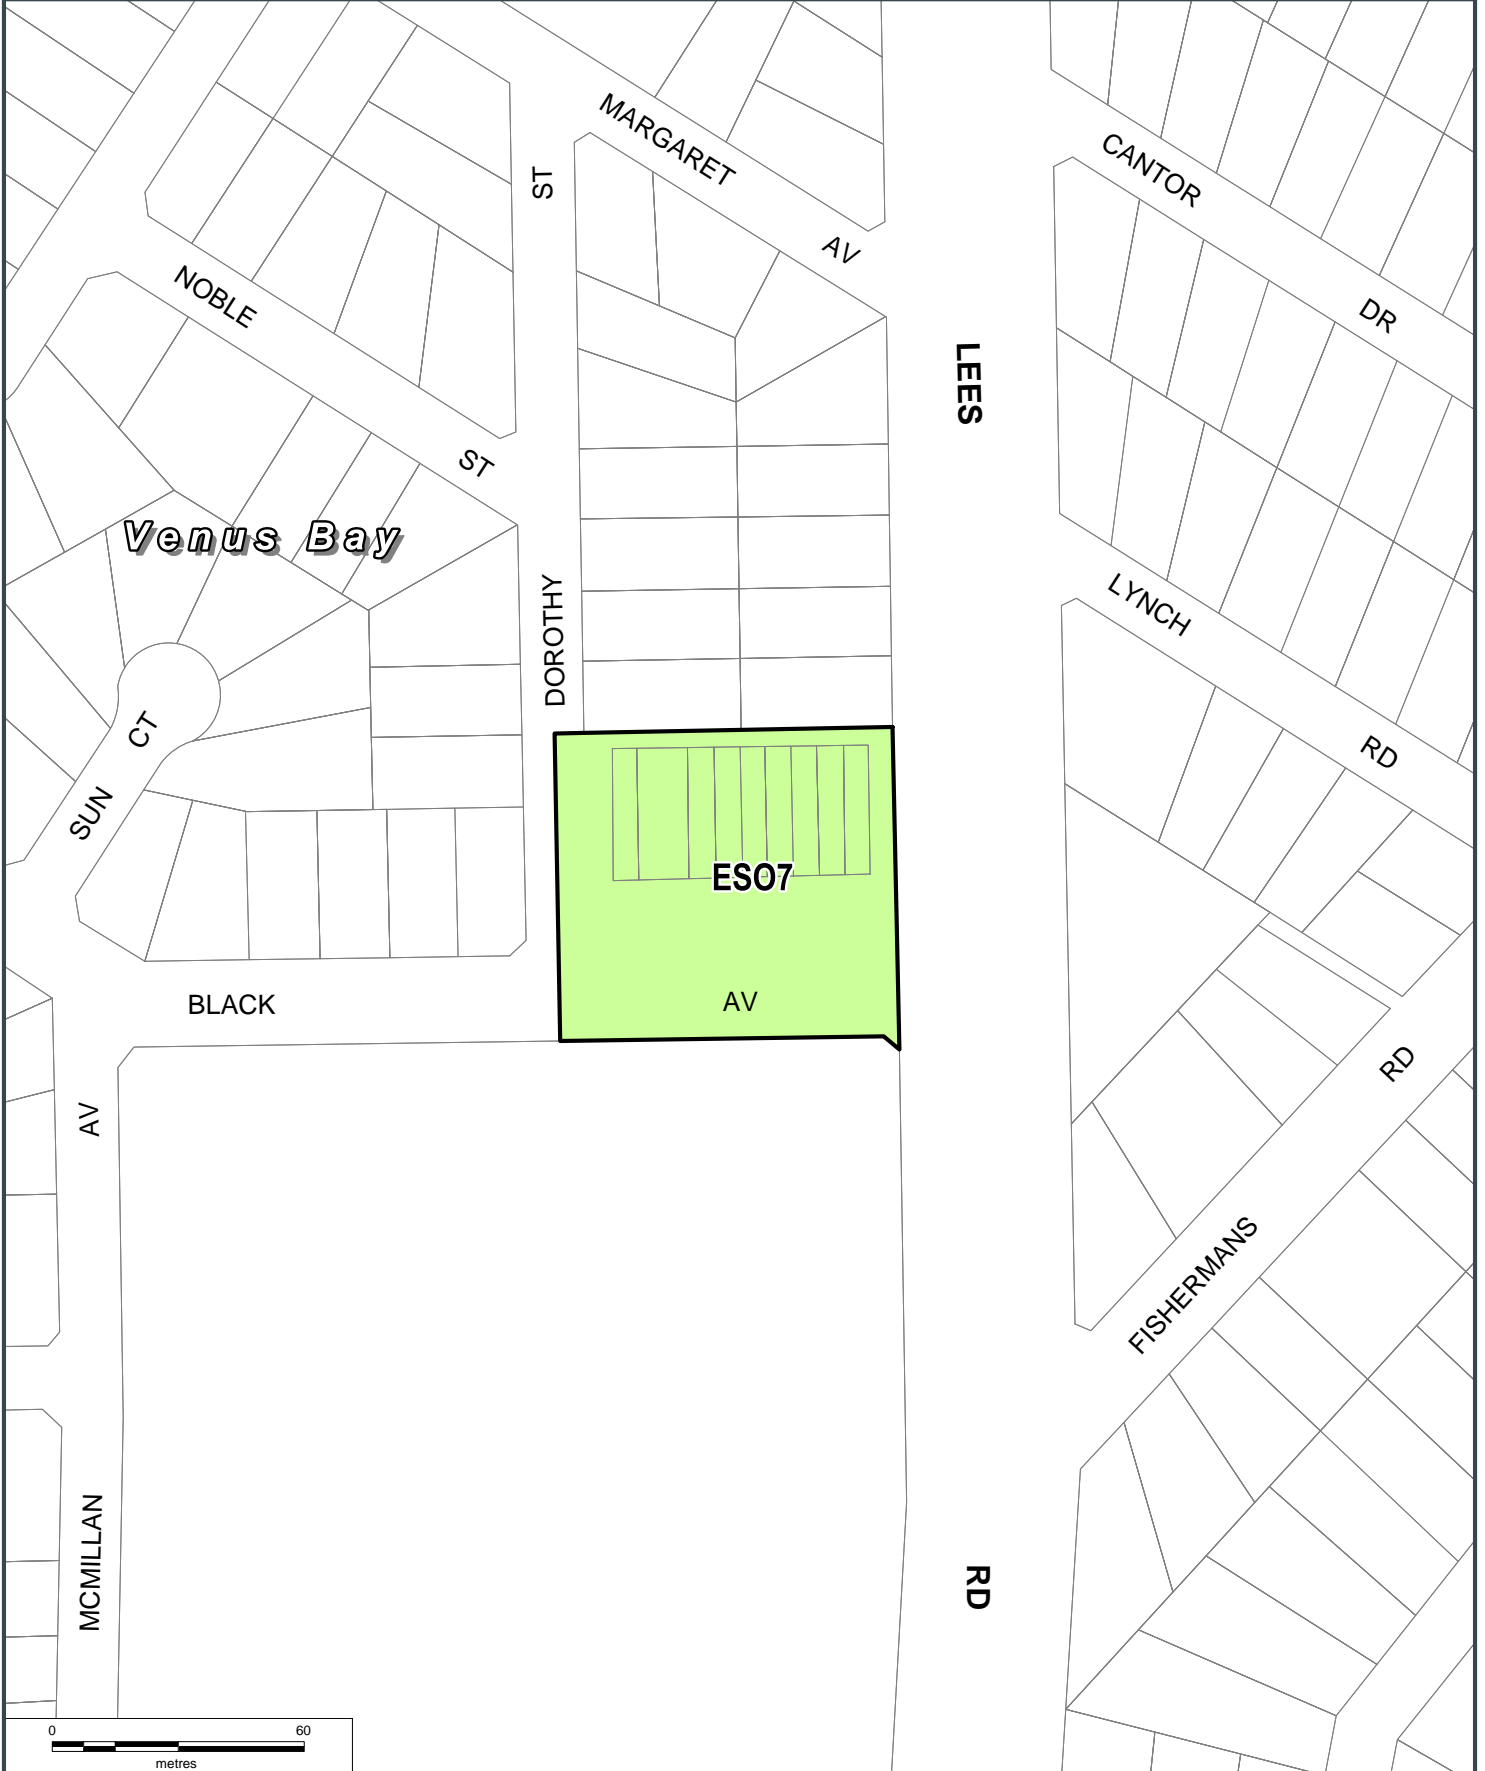 MARGARET
AV
CANTOR
DR
ST
NOBLE
ST
LEES
Venus Bay
DOROTHY
LYNCH
RD
SUN
CT
ESO7
BLACK
AV
AV
RD
FISHERMANS
MCMILLAN
RD
0 60
metres